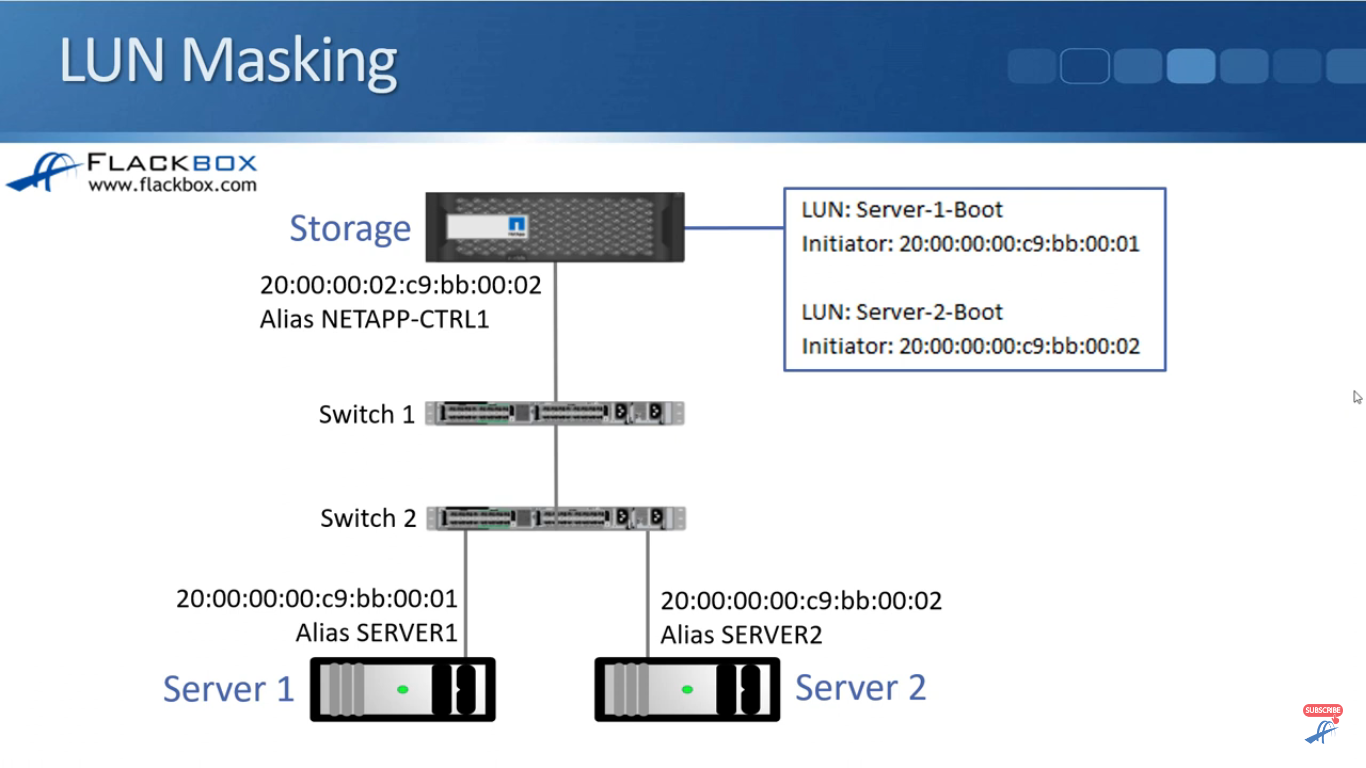 LUN Masking
FLACKBOX
www.flackbox.com
Storage
20:00:00:02:c9:bb:00:02
Alias NETAPP-CTRL1
LUN: Server-1-Boot
Initiator: 20:00:00:00:c9:bb:00:01
LUN: Server-2-Boot
Initiator: 20:00:00:00:c9:bb:00:02
Switch 1
Switch 2
20:00:00:00:c9:bb:00:01
Alias SERVER1
20:00:00:00:c9:bb:00:02
Alias SERVER2
Server 1
Server 2
SUBSCRIBE